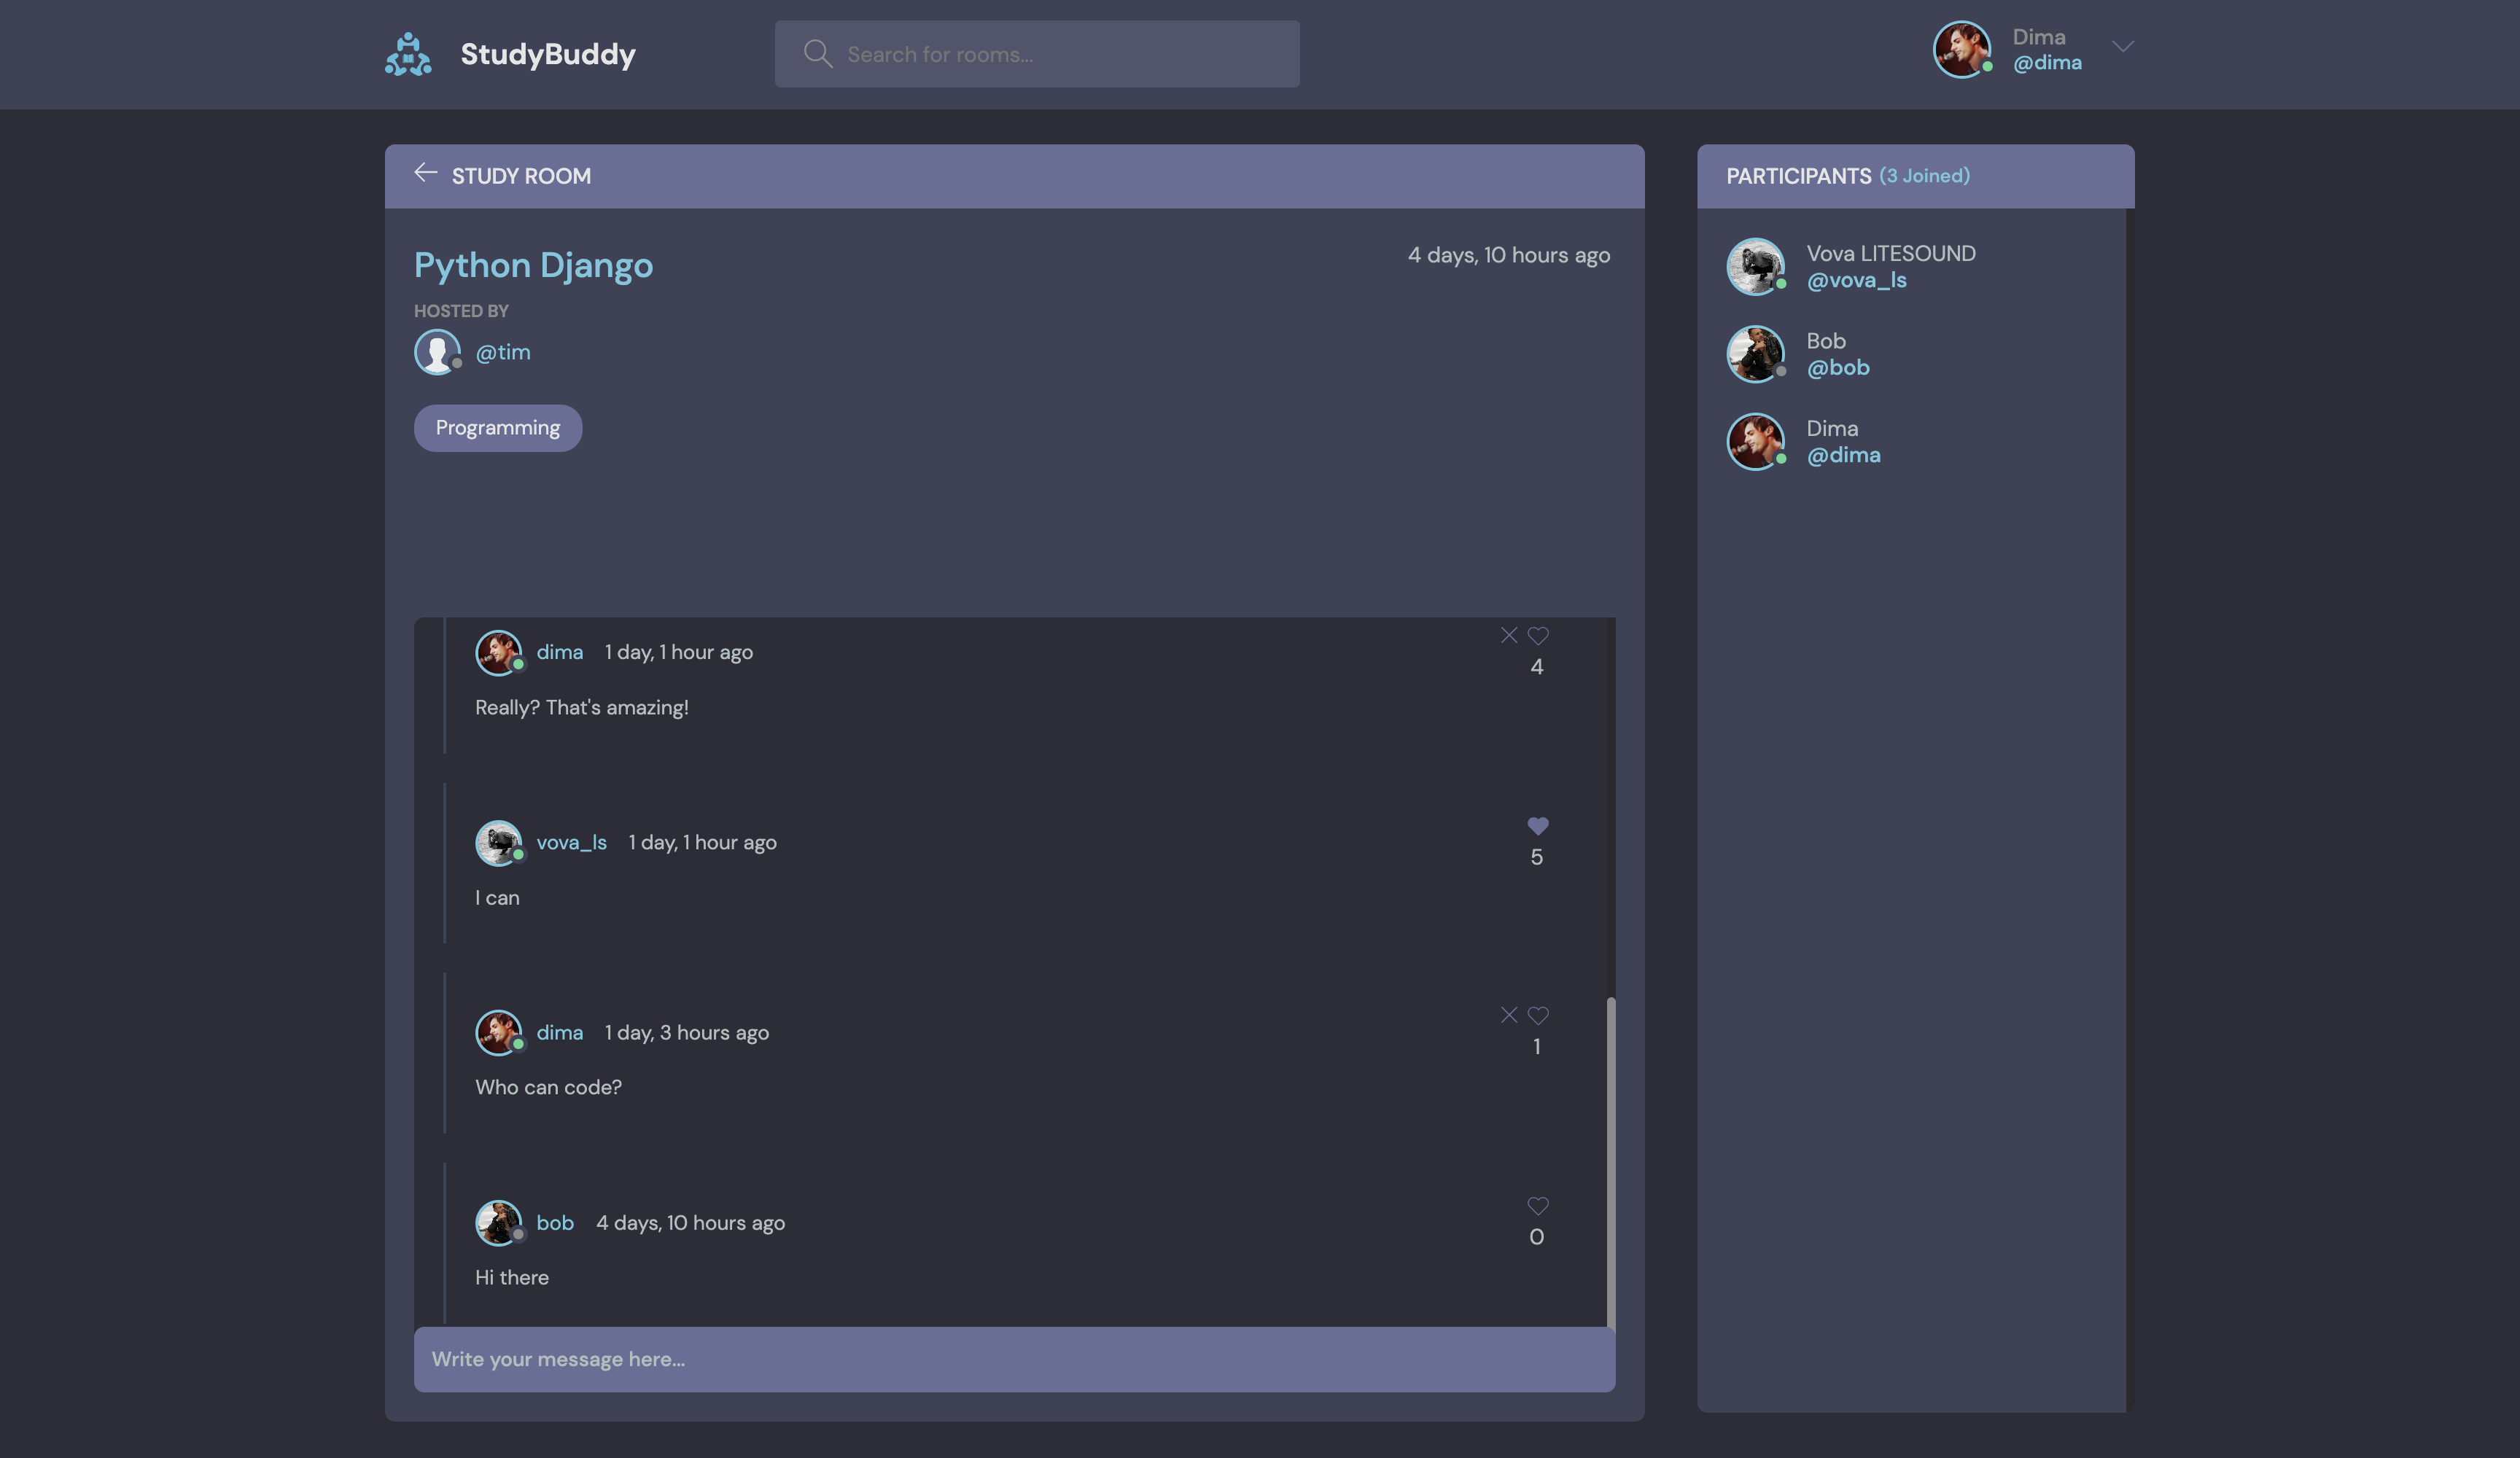 StudyBuddy
Search for rooms...
Dima
@dima
STUDY ROOM
Python Django
4 days, 10 hours ago
HOSTED BY
@tim
Programming
dima 1 day, 1 hour ago
4
Really? That's amazing!
vova_ls 1 day, 1 hour ago
5
I can
dima 1 day, 3 hours ago
1
Who can code?
bob 4 days, 10 hours ago
0
Hi there
Write your message here...
PARTICIPANTS (3 Joined)
Vova LITESOUND
@vova_ls
Bob
@bob
Dima
@dima